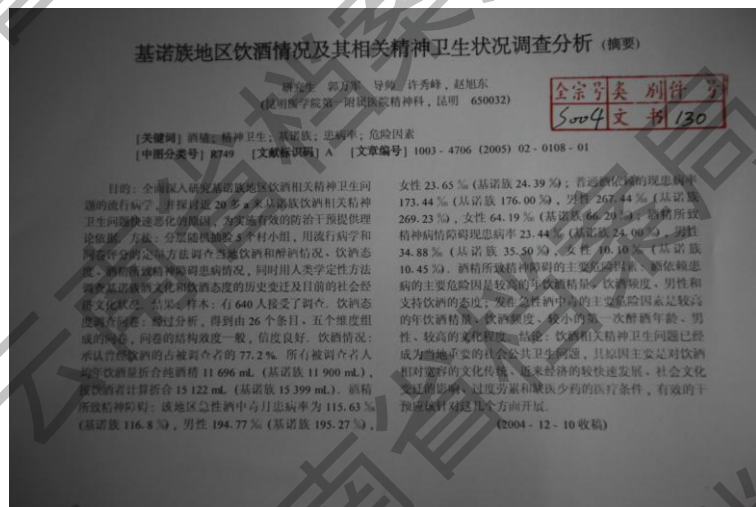 基诺族地区饮酒情况及其相关精神卫生状况调查分析 (摘要)
研究生 郭万军 导师 许秀峰，赵旭东
(昆明医学院第一附属医院精神科，昆明 650032)
全宗号 类 别 件 号
5004 文 书 130
[关键词] 酒瘾；精神卫生；基诺族；患病率；危险因素
[中图分类号] R749 [文献标识码] A [文章编号] 1003-4706 (2005) 02-0108-01
目的：全面深入研究基诺族地区饮酒相关精神卫生问
题的流行病学，并探讨近 20 多 a 来基诺族饮酒相关精神
卫生问题快速恶化的原因，为实施有效的防治干预提供理
论依据。方法：分层随机抽验 5 个村小组，用流行病学和
问卷评分的定量方法调查当地饮酒和醉酒情况、饮酒态
度、酒精所致精神障碍患病情况，同时用人类学定性方法
调查基诺族酒文化和饮酒态度的历史变迁及目前的社会经
济文化状况。结果：样本：有 640 人接受了调查。饮酒态
度调查问卷：经过分析，得到由 26 个条目、五个维度组
成的问卷，问卷的结构效度一般，信度良好。饮酒情况：
承认曾经饮酒的占被调查者的 77.2%。所有被调查者人
均年饮酒量折合纯酒精 11 696 mL (基诺族 11 900 mL)，
按饮酒者计算折合 15 122 mL (基诺族 15 399 mL)。酒精
所致精神障碍：该地区急性酒中毒月患病率为 115.63 ‰
(基诺族 116.8 ‰)，男性 194.77 ‰ (基诺族 195.27 ‰)，
女性 23.65 ‰ (基诺族 24.39 ‰)；普通酒依赖的现患病率
173.44 ‰ (基诺族 176.00 ‰)，男性 267.44 ‰ (基诺族
269.23 ‰)，女性 64.19 ‰ (基诺族 66.20 ‰)；酒精所致
精神病情障碍现患病率 23.44 ‰ (基诺族 24.00 ‰)，男性
34.88 ‰ (基诺族 35.50 ‰)，女性 10.10 ‰ (基诺族
10.45 ‰)。酒精所致精神障碍的主要危险因素：酒依赖患
病的主要危险因是较高的年饮酒精量、饮酒频度、男性和
支持饮酒的态度；发生急性酒中毒的主要危险因素是较高
的年饮酒精量、饮酒频度、较小的第一次醉酒年龄、男
性、较高的文化程度。结论：饮酒相关精神卫生问题已经
成为当地重要的社会公共卫生问题，其原因主要是对饮酒
相对宽容的文化传统、近来经济的较快速发展、社会文化
变迁的影响、过度劳累和缺医少药的医疗条件，有效的干
预应该针对这几个方面开展。
(2004-12-10 收稿)
云南省档案局